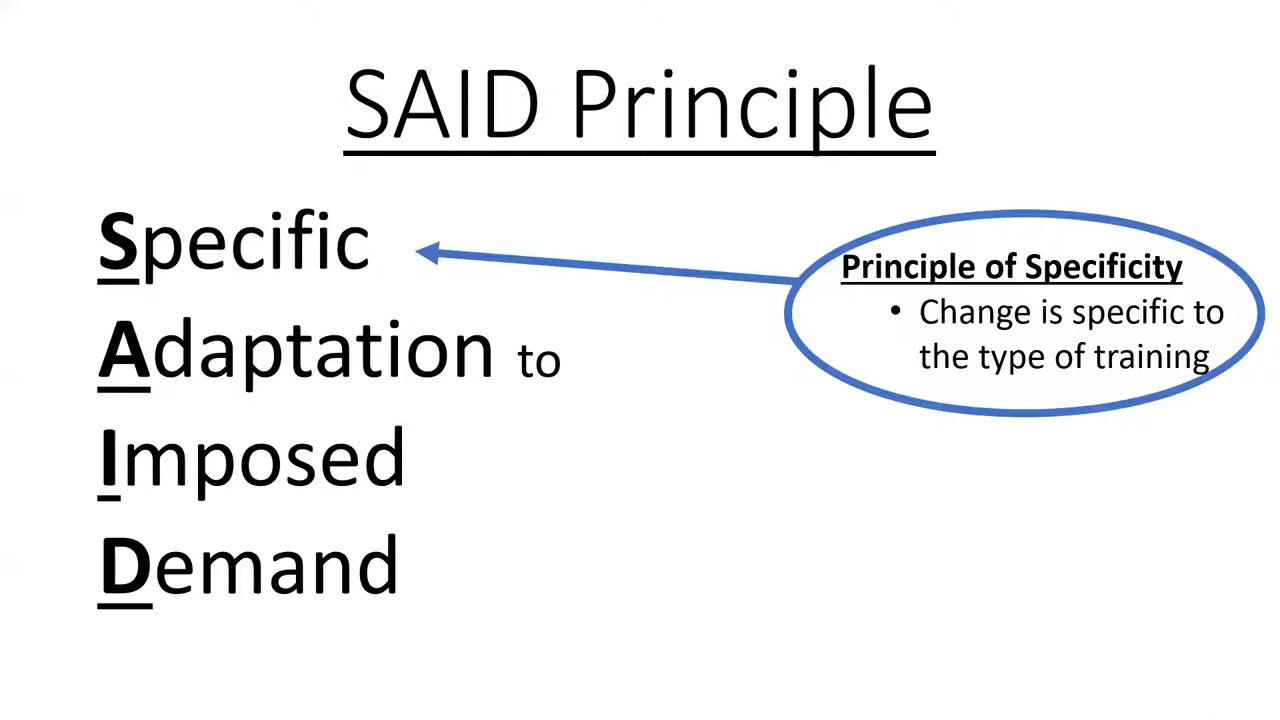 SAID Principle
Specific
Adaptation to
Imposed
Demand
Principle of Specificity
• Change is specific to
the type of training